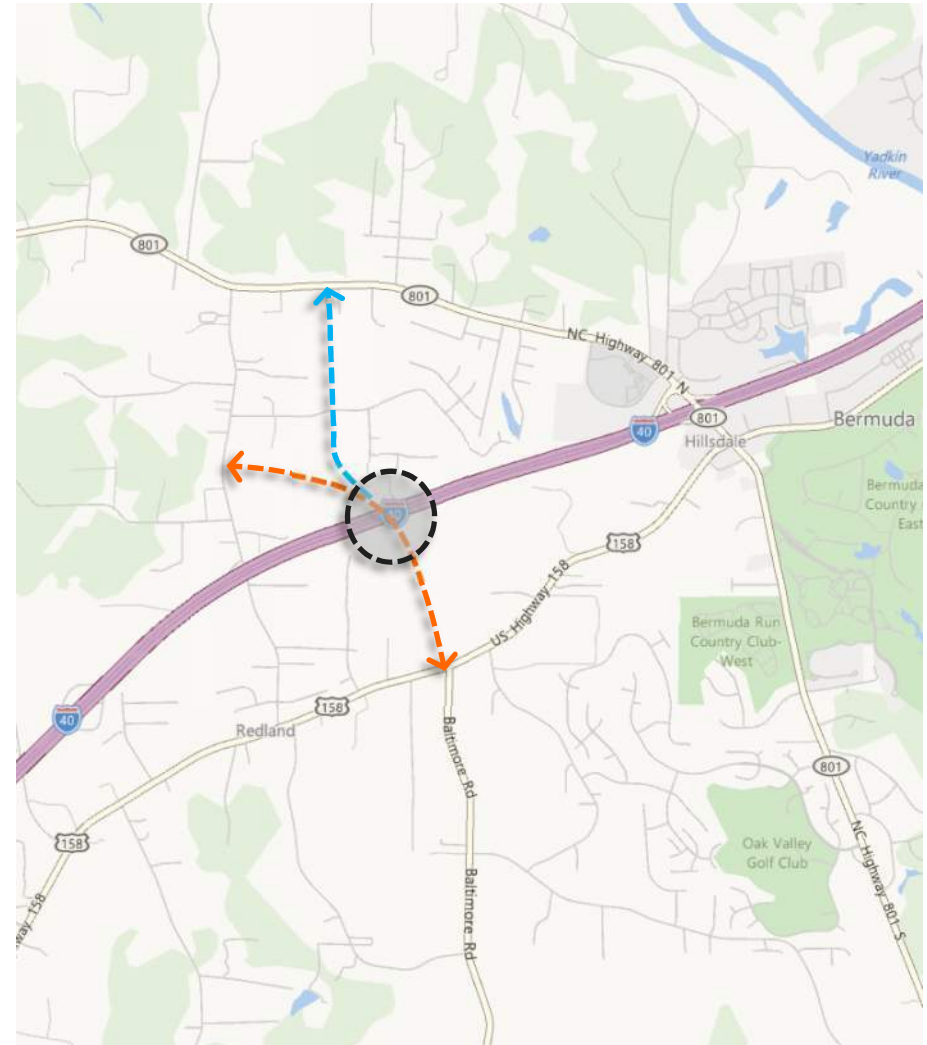 Yadkin
River
801
801
NC Highway 801 N
801
40
Hillsdale
Bermuda
Bermuda
Country
East
40
158
US Highway 158
Bermuda Run
Country Club-
West
158
Redland
40
Baltimore Rd
801
158
Oak Valley
Golf Club
NC Highway 801 S
Baltimore Rd
way 158